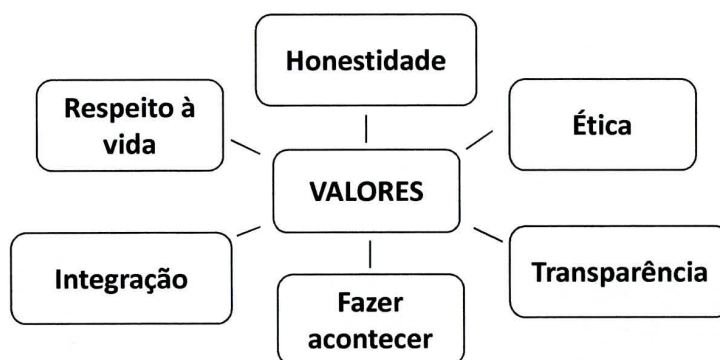 Honestidade
Respeito à
vida
Ética
VALORES
Integração
Transparência
Fazer
acontecer